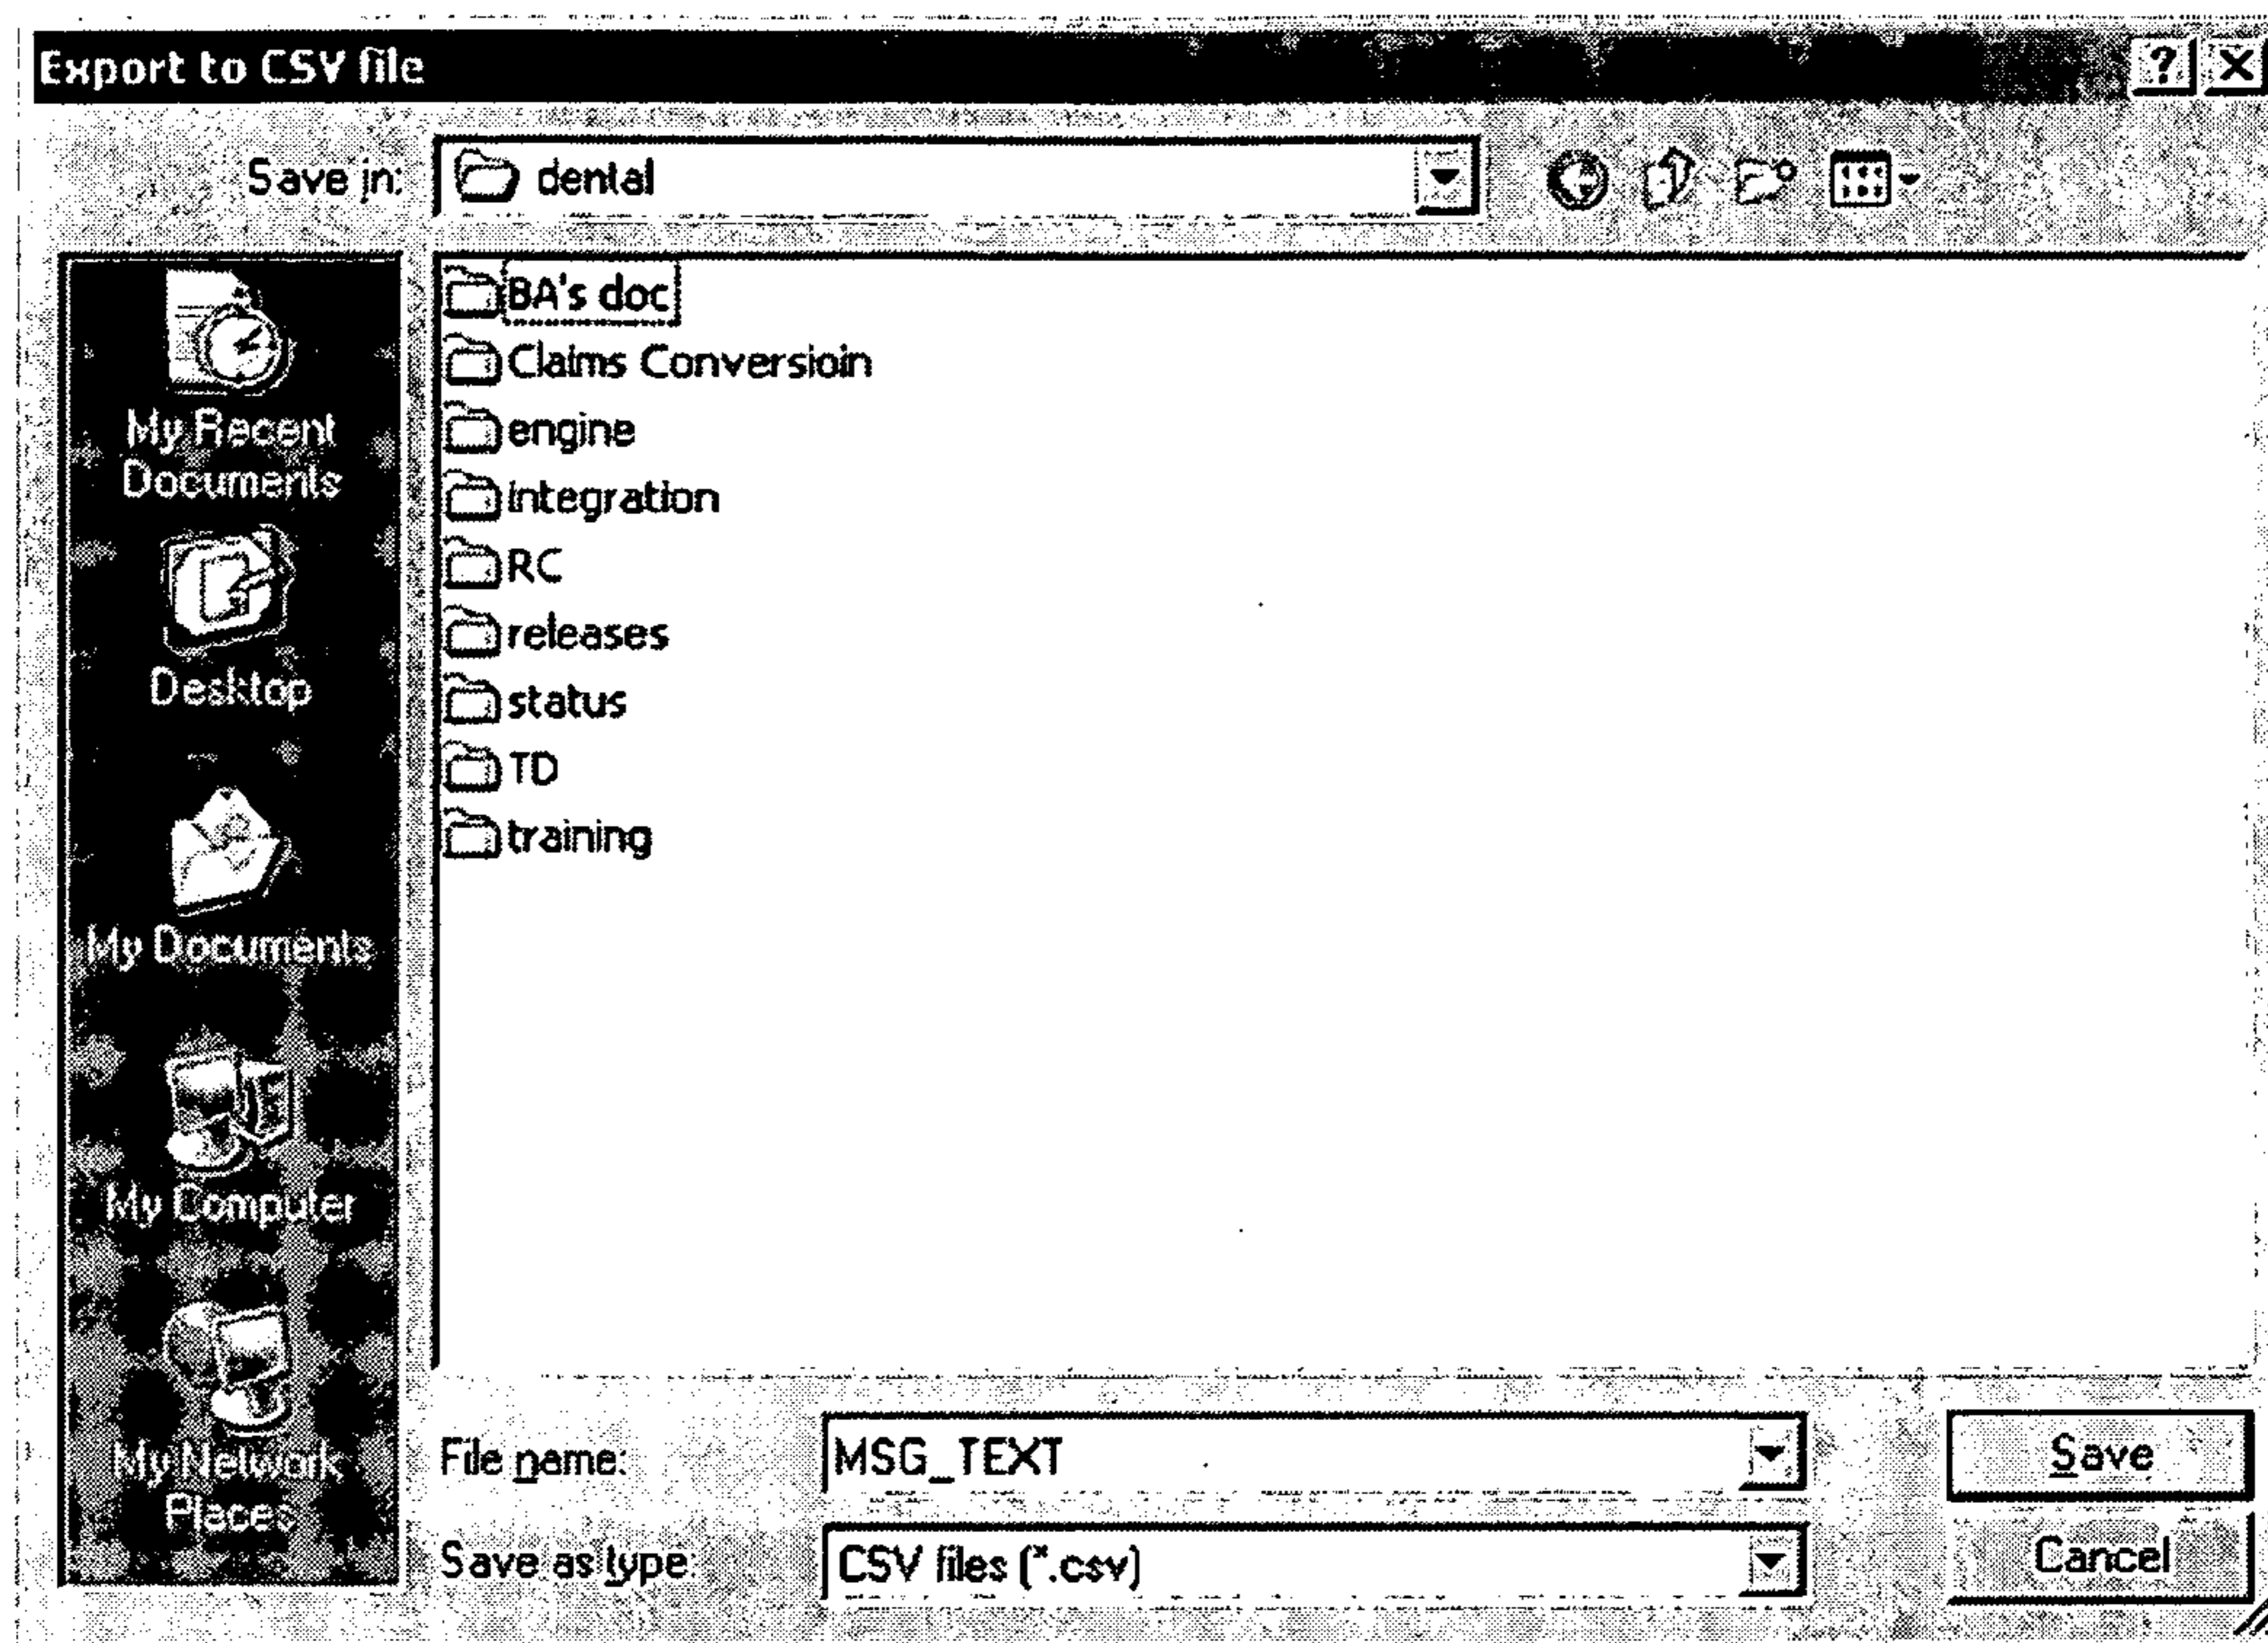 Export to CSV file
Save in:
dental
My Recent
Documents
Desktop
My Documents
My Computer
My Network
Places
BA's doc
Claims Conversioin
engine
integration
RC
releases
status
TD
training
File name:
MSG_TEXT
Save
Save as type:
CSV files (*.csv)
Cancel